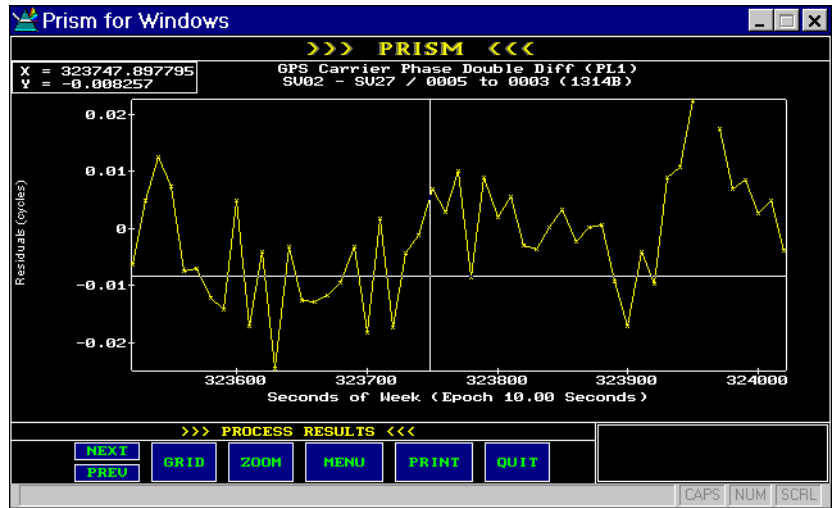 Prism for Windows
>>> PRISM <<<
X = 323747.897795
Y = -0.008257
GPS Carrier Phase Double Diff (PL1)
SV02 - SV27 / 0005 to 0003 (1314B)
0.02
0.01
0
-0.01
-0.02
Residuals (cycles)
323600 323700 323800 323900 324000
Seconds of Week (Epoch 10.00 Seconds)
>>> PROCESS RESULTS <<<
NEXT
PREV
GRID ZOOM MENU PRINT QUIT
CAPS NUM SCRL